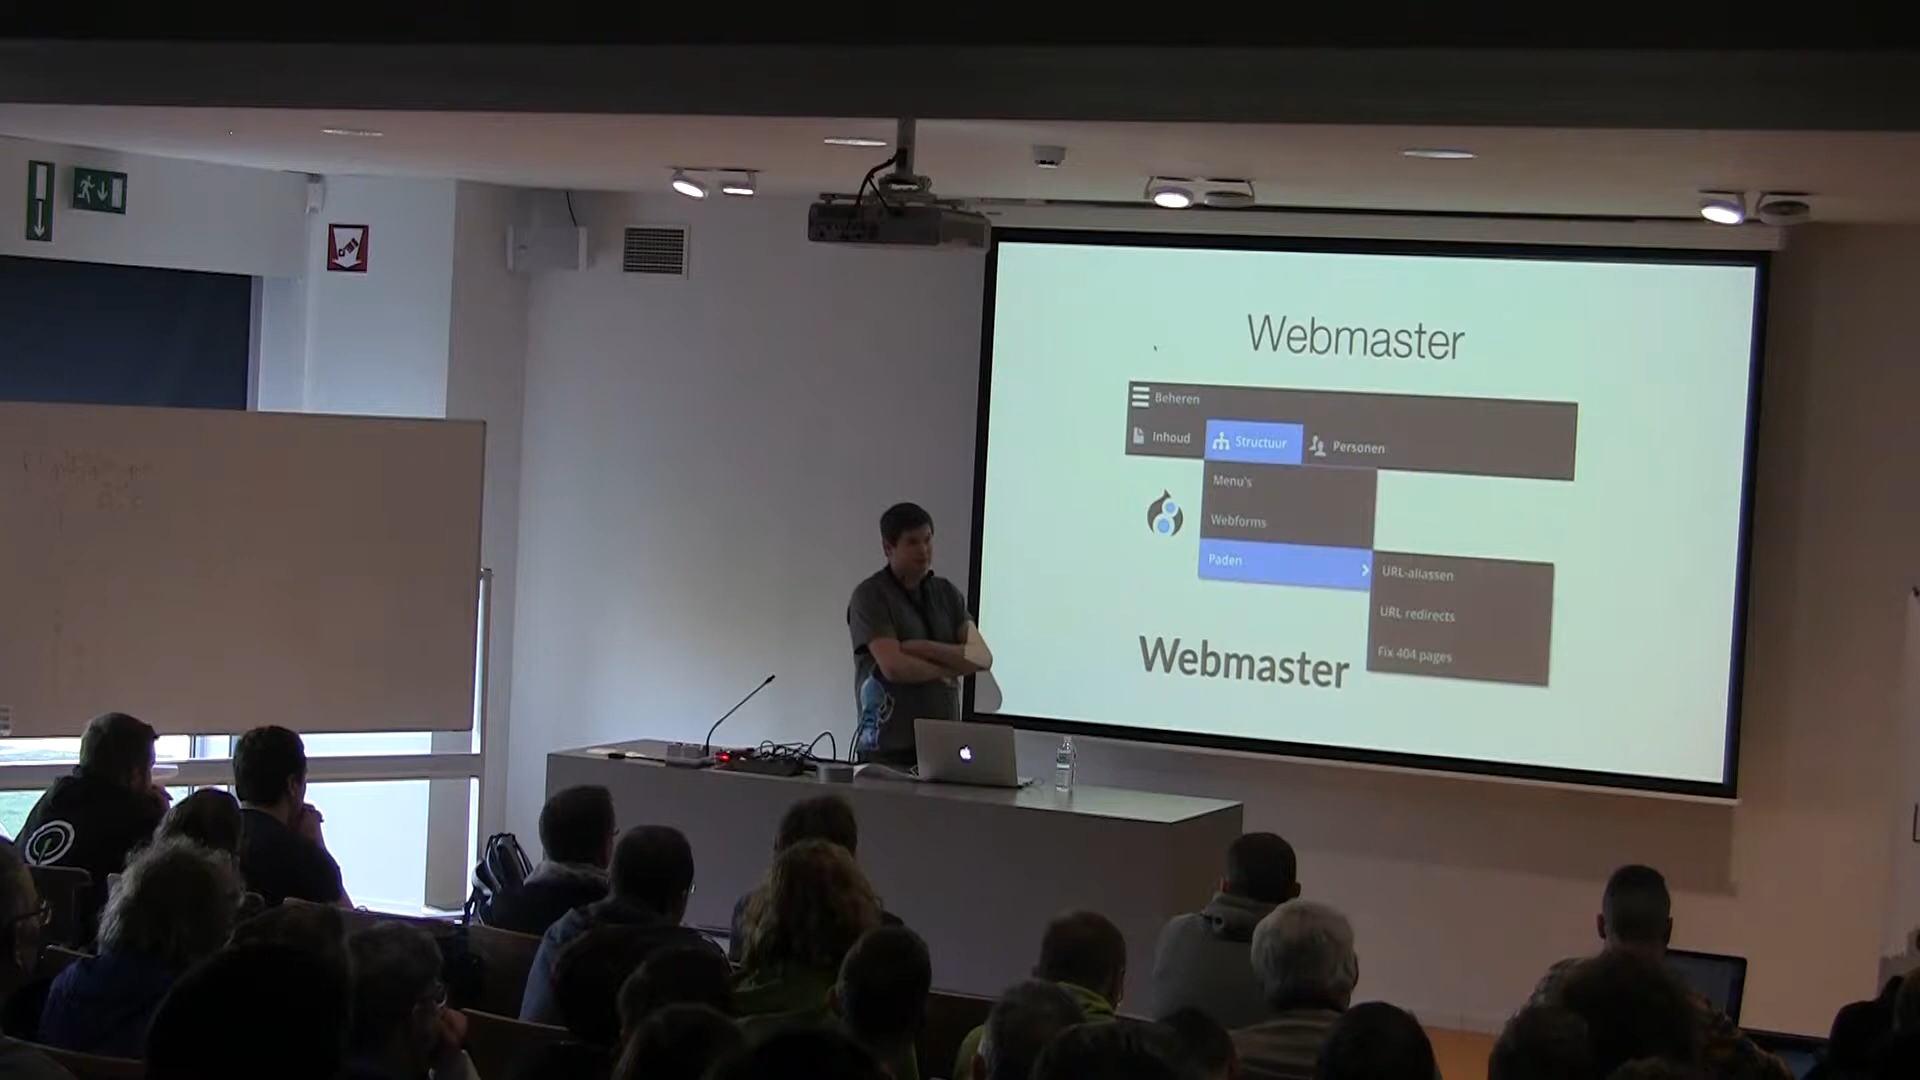 Webmaster
Beheren
Inhoud
Structuur
Personen
Menu's
Webforms
Paden
URL-aliassen
URL redirects
Fix 404 pages
Webmaster